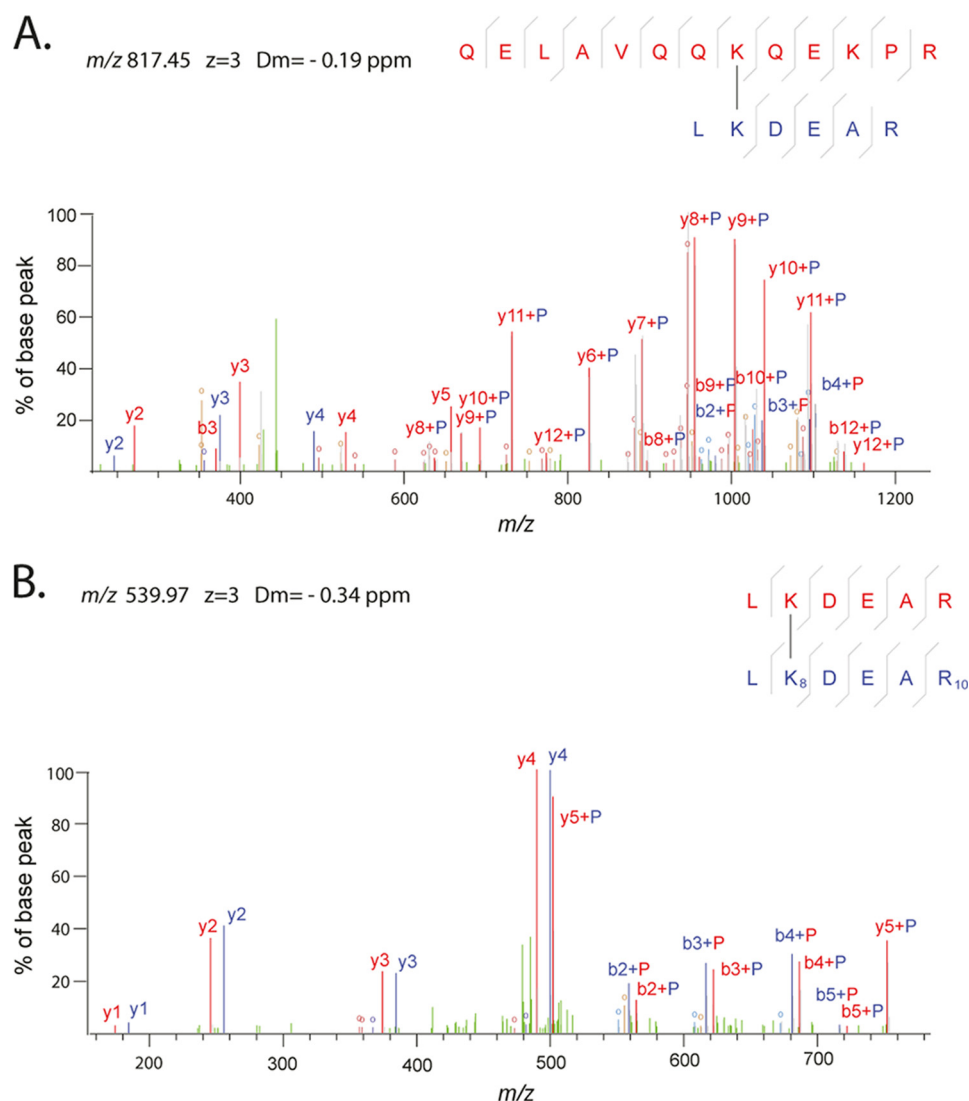 A.
m/z 817.45 z=3 Dm= - 0.19 ppm
Q E L A V Q Q K Q E K P R
L K D E A R
% of base peak
100
80
60
40
20
y2
y2
b3
y3
y3
y4
y4
y8+P
y5
y10+P
y9+P
y11+P
y12+P
y6+P
y7+P
b8+P
y8+P
b9+P
b2+P
y9+P
b10+P
y10+P
b3+P
y11+P
b4+P
b12+P
y12+P
400 600 800 1000 1200
m/z
B.
m/z 539.97 z=3 Dm= - 0.34 ppm
L K D E A R
L K8 D E A R10
% of base peak
100
80
60
40
20
y1
y1
y2
y2
y3
y3
y4
y4
y5+P
b2+P
b2+P
b3+P
b3+P
b4+P
b4+P
b5+P
b5+P
y5+P
200 400 500 600 700
m/z